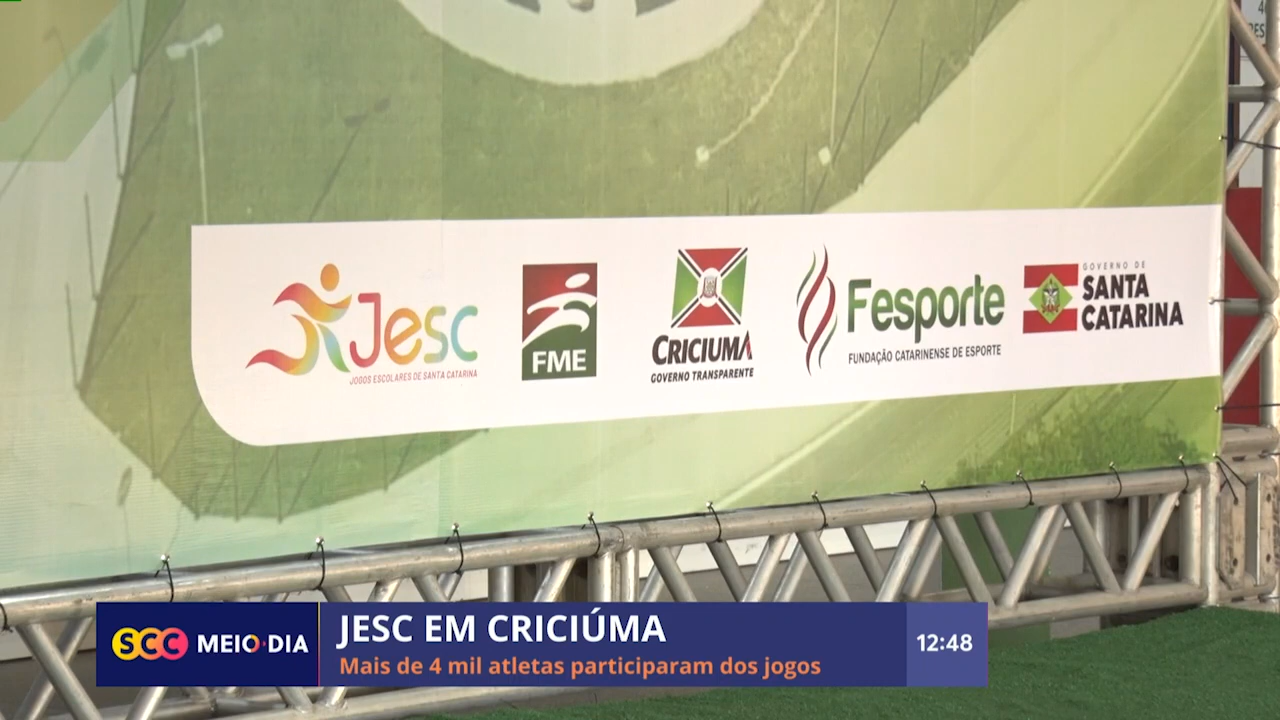 Jesc
JOGOS ESCOLARES DE SANTA CATARINA
FME
CRICIUMA
GOVERNO TRANSPARENTE
Fesporte
FUNDAÇÃO CATARINENSE DE ESPORTE
GOVERNO DE
SANTA
CATARINA
SCC MEIO-DIA
JESC EM CRICIÚMA
Mais de 4 mil atletas participaram dos jogos
12:48